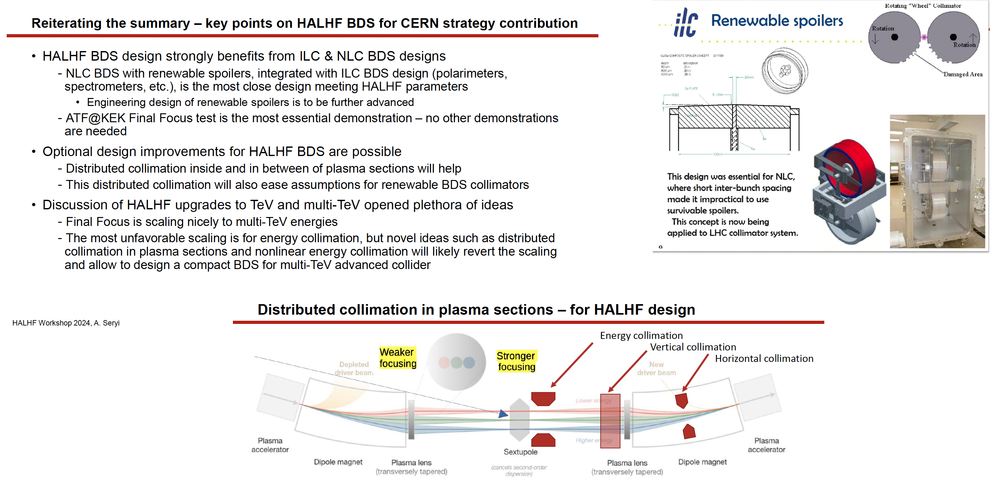 Reiterating the summary – key points on HALHF BDS for CERN strategy contribution
• HALHF BDS design strongly benefits from ILC & NLC BDS designs
- NLC BDS with renewable spoilers, integrated with ILC BDS design (polarimeters,
spectrometers, etc.), is the most close design meeting HALHF parameters
• Engineering design of renewable spoilers is to be further advanced
- ATF@KEK Final Focus test is the most essential demonstration – no other demonstrations
are needed
• Optional design improvements for HALHF BDS are possible
- Distributed collimation inside and in between of plasma sections will help
- This distributed collimation will also ease assumptions for renewable BDS collimators
• Discussion of HALHF upgrades to TeV and multi-TeV opened plethora of ideas
- Final Focus is scaling nicely to multi-TeV energies
- The most unfavorable scaling is for energy collimation, but novel ideas such as distributed
collimation in plasma sections and nonlinear energy collimation will likely revert the scaling
and allow to design a compact BDS for multi-TeV advanced collider
ilc
Renewable spoilers
Rotating "Wheel" Collimator
Rotation
Rotation
Damaged Area
Cu/Be COMPOSITE SPOILER CONCEPT 8/17/99
depth absorption
500 um .30 r.l.
1000 um .39 r.l.
Cu PLATE
Be
Cu
100cm
This design was essential for NLC,
where short inter-bunch spacing
made it impractical to use
survivable spoilers.
This concept is now being
applied to LHC collimator system.
9
Distributed collimation in plasma sections – for HALHF design
HALHF Workshop 2024, A. Seryi
Energy collimation
Vertical collimation
Horizontal collimation
Weaker
focusing
Stronger
focusing
Depleted
driver beam
New
driver beam
Lower energy
Higher energy
Plasma
accelerator
Dipole magnet
Plasma lens
(transversely tapered)
Sextupole
(cancels second-order
dispersion)
Plasma lens
(transversely tapered)
Dipole magnet
Plasma
accelerator